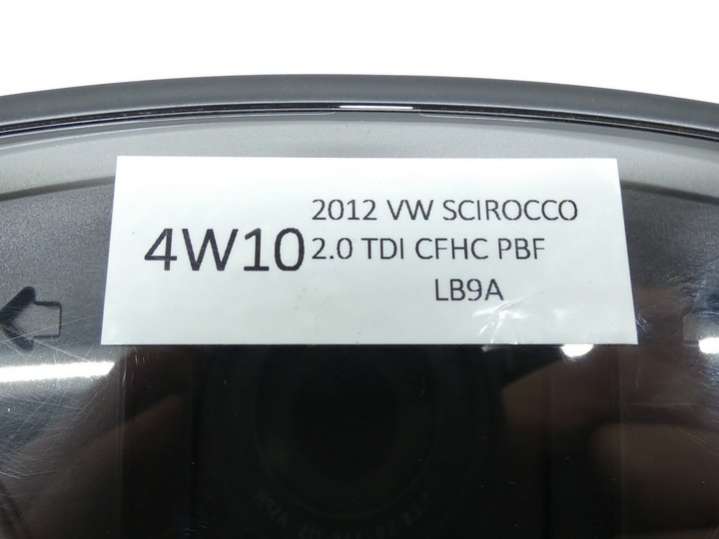 4W10
2012 VW SCIROCCO
2.0 TDI CFHC PBF
LB9A